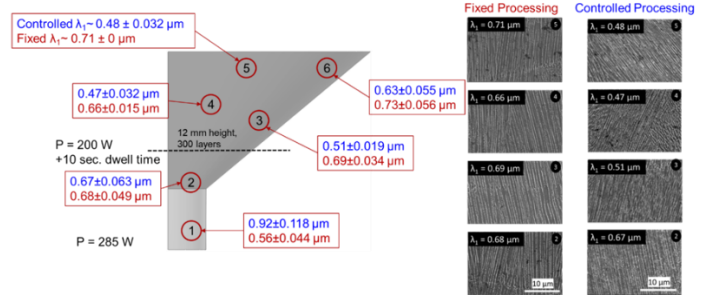 Fixed Processing
Controlled Processing
Controlled λ₁~ 0.48 ± 0.032 µm
Fixed λ₁~ 0.71 ± 0 µm
5
6
4
3
2
1
0.47±0.032 µm
0.66±0.015 µm
0.63±0.055 µm
0.73±0.056 µm
12 mm height,
300 layers
P = 200 W
+10 sec. dwell time
0.51±0.019 µm
0.69±0.034 µm
0.67±0.063 µm
0.68±0.049 µm
0.92±0.118 µm
0.56±0.044 µm
P = 285 W
λ₁ = 0.71 µm
5
λ₁ = 0.48 µm
5
λ₁ = 0.66 µm
4
λ₁ = 0.47 µm
4
λ₁ = 0.69 µm
3
λ₁ = 0.51 µm
3
λ₁ = 0.68 µm
2
10 µm
λ₁ = 0.67 µm
2
10 µm